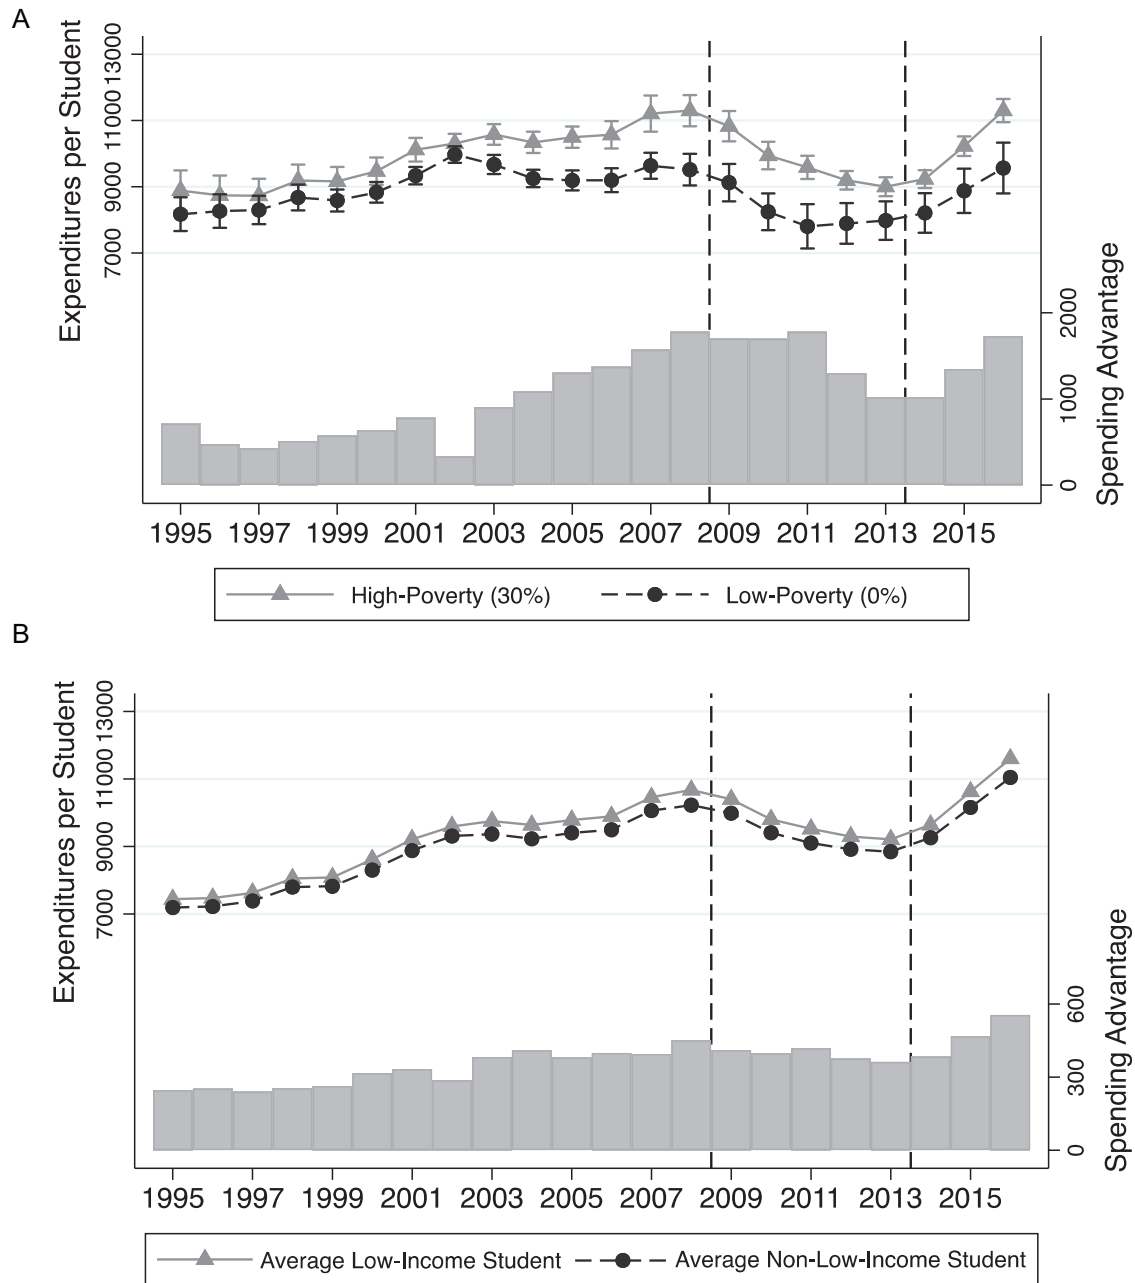 A
Expenditures per Student
13000
11000
9000
7000
Spending Advantage
2000
1000
0
1995 1997 1999 2001 2003 2005 2007 2009 2011 2013 2015
High-Poverty (30%) Low-Poverty (0%)
B
Expenditures per Student
13000
11000
9000
7000
Spending Advantage
600
300
0
1995 1997 1999 2001 2003 2005 2007 2009 2011 2013 2015
Average Low-Income Student Average Non-Low-Income Student